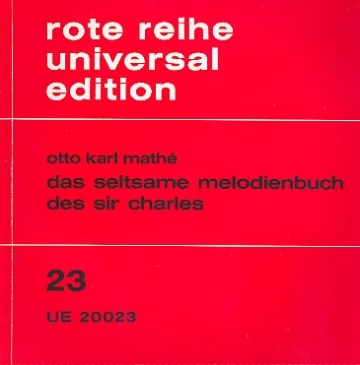 rote reihe
universal
edition
otto karl mathé
das seltsame melodienbuch
des sir charles
23
UE 20023